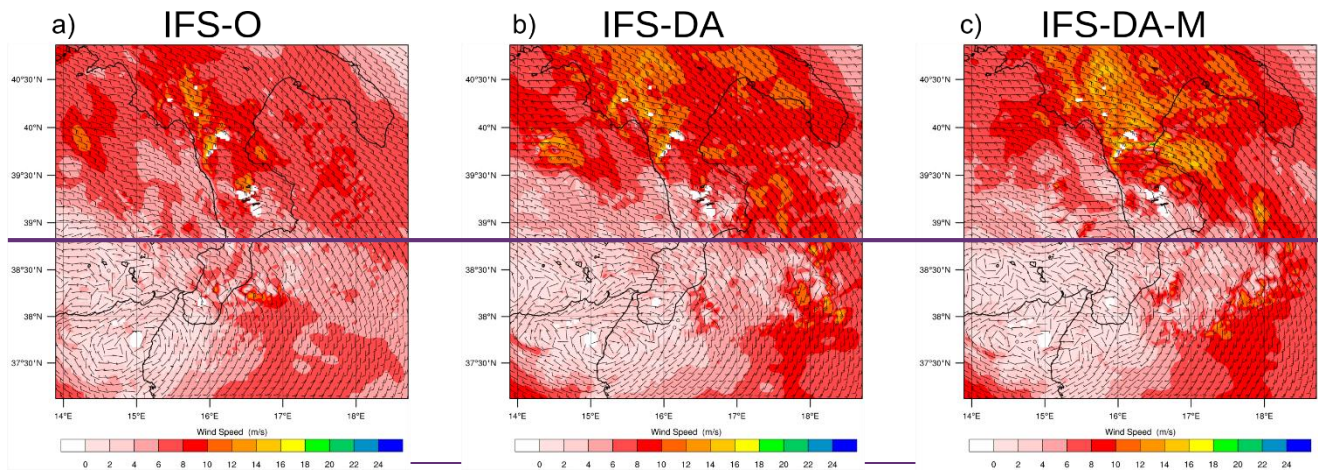 a) IFS-O b) IFS-DA c) IFS-DA-M
40°30'N 40°30'N 40°30'N
40°N 40°N 40°N
39°30'N 39°30'N 39°30'N
39°N 39°N 39°N
38°30'N 38°30'N 38°30'N
38°N 38°N 38°N
37°30'N 37°30'N 37°30'N
14°E 15°E 16°E 17°E 18°E 14°E 15°E 16°E 17°E 18°E 14°E 15°E 16°E 17°E 18°E
Wind Speed (m/s) Wind Speed (m/s) Wind Speed (m/s)
0 2 4 6 8 10 12 14 16 18 20 22 24 0 2 4 6 8 10 12 14 16 18 20 22 24 0 2 4 6 8 10 12 14 16 18 20 22 24